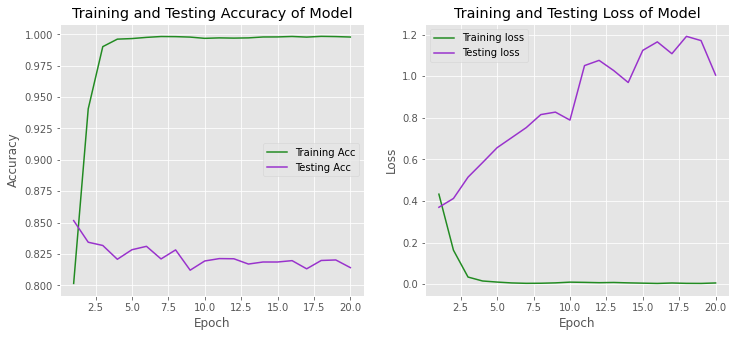 Training and Testing Accuracy of Model
1.000
0.975
0.950
0.925
0.900
0.875
0.850
0.825
0.800
Accuracy
Training Acc
Testing Acc
2.5 5.0 7.5 10.0 12.5 15.0 17.5 20.0
Epoch
Training and Testing Loss of Model
Training loss
Testing loss
1.2
1.0
0.8
0.6
0.4
0.2
0.0
Loss
2.5 5.0 7.5 10.0 12.5 15.0 17.5 20.0
Epoch